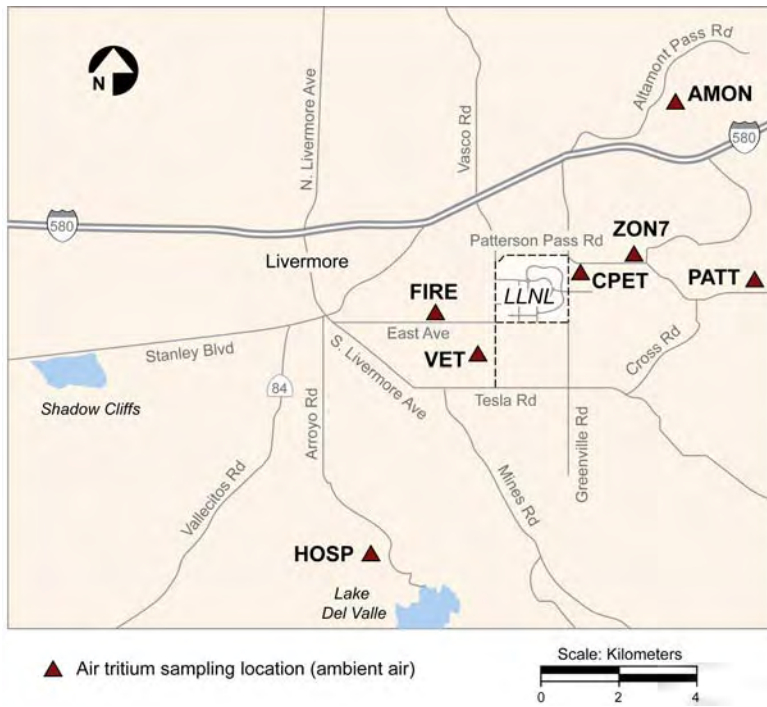 N
N. Livermore Ave
Vasco Rd
Altamont Pass Rd
AMON
580
580
Patterson Pass Rd
ZON7
Livermore
LLNL
CPET
PATT
FIRE
East Ave
VET
Stanley Blvd
S. Livermore Ave
Cross Rd
Shadow Cliffs
84
Tesla Rd
Arroyo Rd
Greenville Rd
Vallecitos Rd
Mines Rd
HOSP
Lake
Del Valle
Air tritium sampling location (ambient air)
Scale: Kilometers
0 2 4